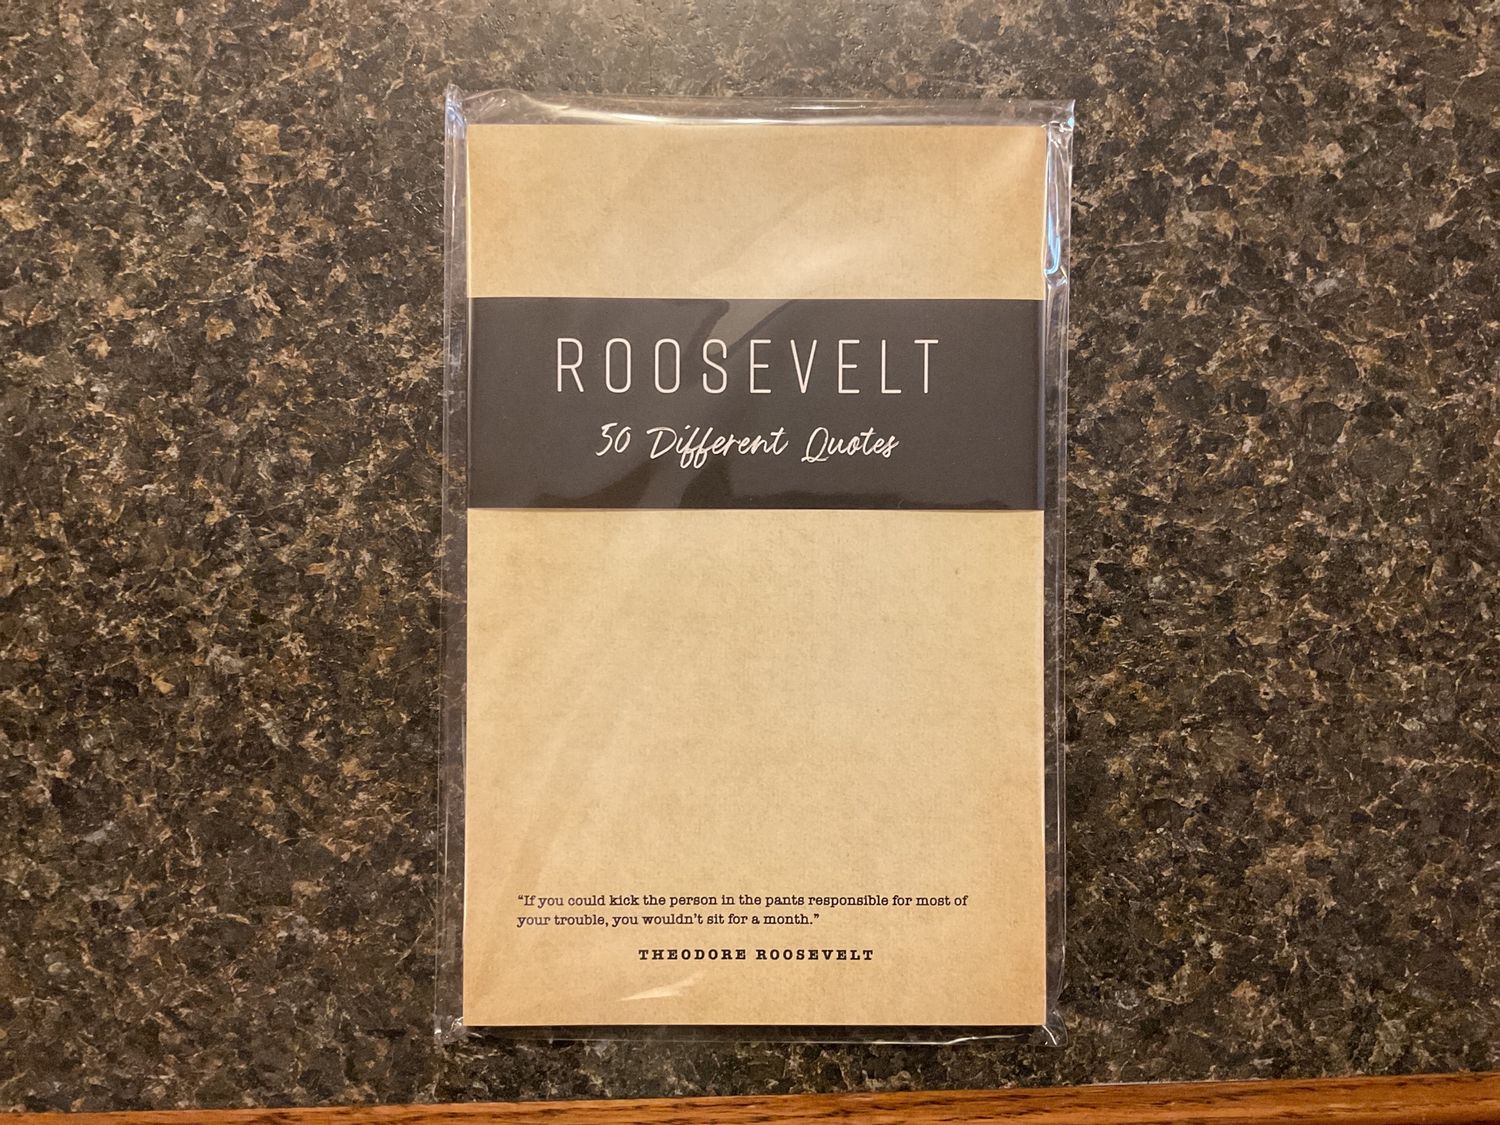 ROOSEVELT
50 Different Quotes
“If you could kick the person in the pants responsible for most of
your trouble, you wouldn’t sit for a month.”
THEODORE ROOSEVELT